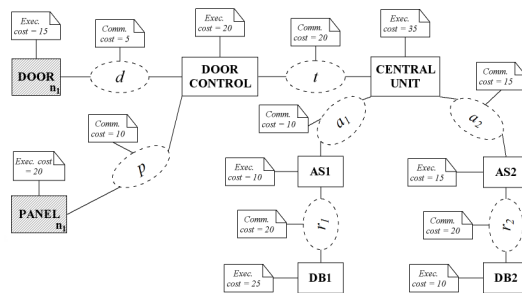 Exec.
cost = 15
Comm.
cost = 5
Exec.
cost = 20
Comm.
cost = 20
Exec.
cost = 35
DOOR
n1
d
DOOR
CONTROL
t
CENTRAL
UNIT
Comm.
cost = 15
Comm.
cost = 10
a1
a2
Comm.
cost = 10
p
Exec. cost
= 20
PANEL
n1
Exec.
cost = 10
AS1
Exec.
cost = 15
AS2
Comm.
cost = 20
r1
Comm.
cost = 20
r2
Exec.
cost = 25
DB1
Exec.
cost = 10
DB2